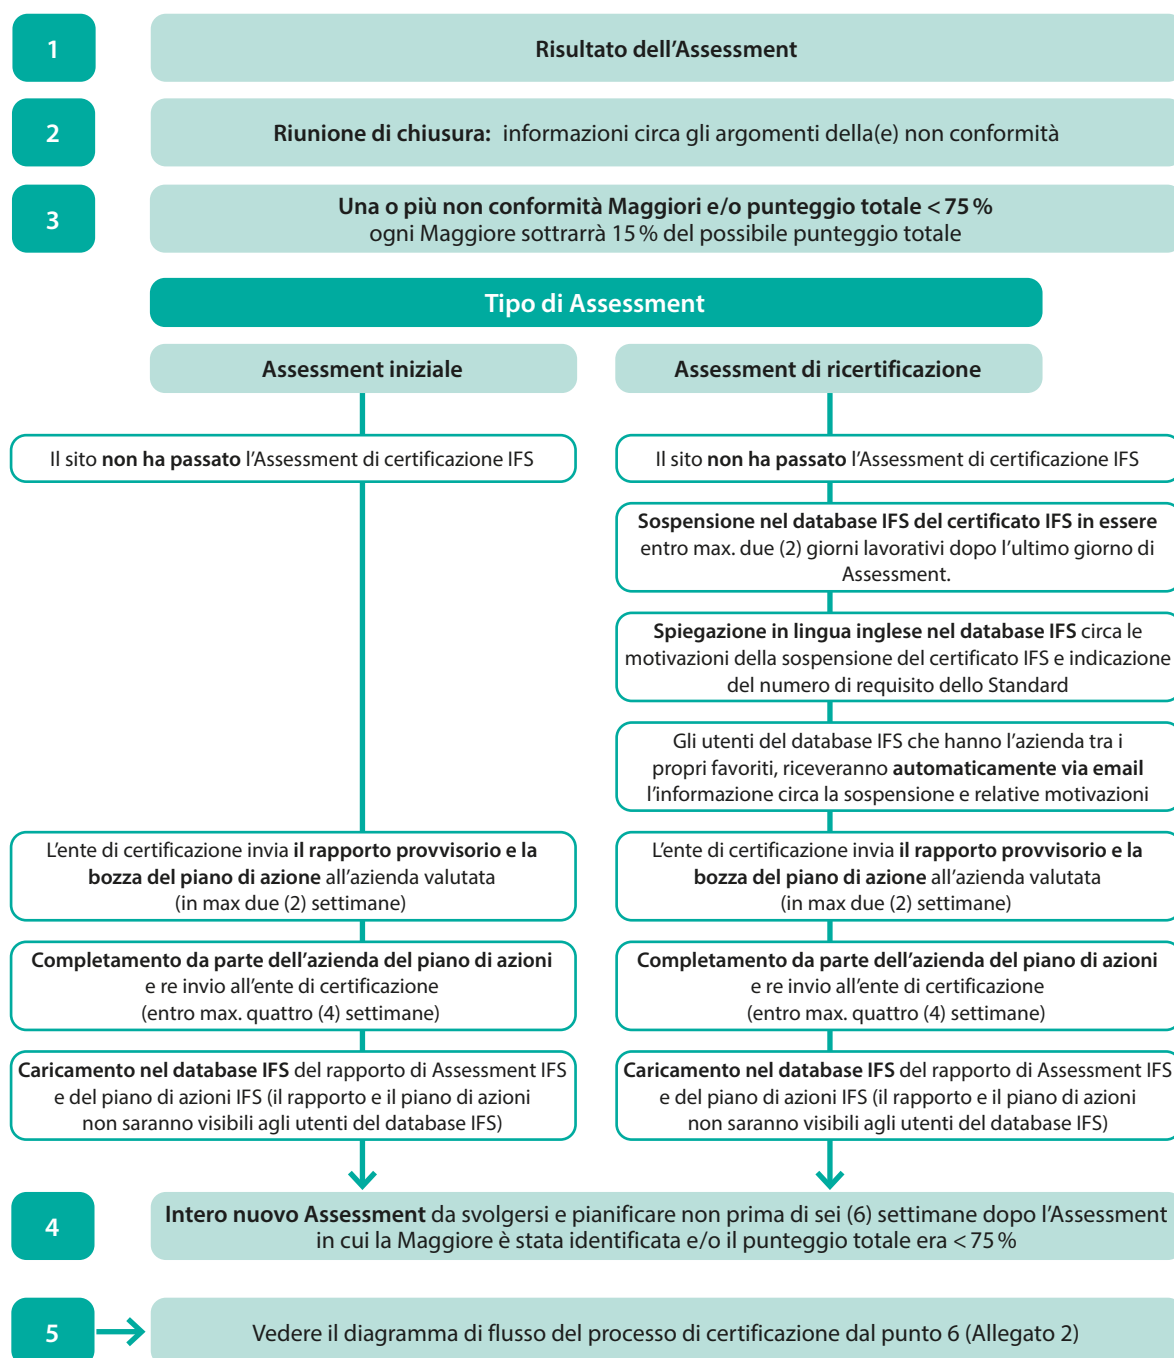 1
Risultato dell’Assessment
2
Riunione di chiusura: informazioni circa gli argomenti della(e) non conformità
3
Una o più non conformità Maggiori e/o punteggio totale < 75 %
ogni Maggiore sottrarrà 15 % del possibile punteggio totale
Tipo di Assessment
Assessment iniziale
Il sito non ha passato l’Assessment di certificazione IFS
L’ente di certificazione invia il rapporto provvisorio e la
bozza del piano di azione all’azienda valutata
(in max due (2) settimane)
Completamento da parte dell’azienda del piano di azioni
e re invio all’ente di certificazione
(entro max. quattro (4) settimane)
Caricamento nel database IFS del rapporto di Assessment IFS
e del piano di azioni IFS (il rapporto e il piano di azioni
non saranno visibili agli utenti del database IFS)
Assessment di ricertificazione
Il sito non ha passato l’Assessment di certificazione IFS
Sospensione nel database IFS del certificato IFS in essere
entro max. due (2) giorni lavorativi dopo l’ultimo giorno di
Assessment.
Spiegazione in lingua inglese nel database IFS circa le
motivazioni della sospensione del certificato IFS e indicazione
del numero di requisito dello Standard
Gli utenti del database IFS che hanno l’azienda tra i
propri favoriti, riceveranno automaticamente via email
l’informazione circa la sospensione e relative motivazioni
L’ente di certificazione invia il rapporto provvisorio e la
bozza del piano di azione all’azienda valutata
(in max due (2) settimane)
Completamento da parte dell’azienda del piano di azioni
e re invio all’ente di certificazione
(entro max. quattro (4) settimane)
Caricamento nel database IFS del rapporto di Assessment IFS
e del piano di azioni IFS (il rapporto e il piano di azioni
non saranno visibili agli utenti del database IFS)
4
Intero nuovo Assessment da svolgersi e pianificare non prima di sei (6) settimane dopo l’Assessment
in cui la Maggiore è stata identificata e/o il punteggio totale era < 75 %
5
Vedere il diagramma di flusso del processo di certificazione dal punto 6 (Allegato 2)